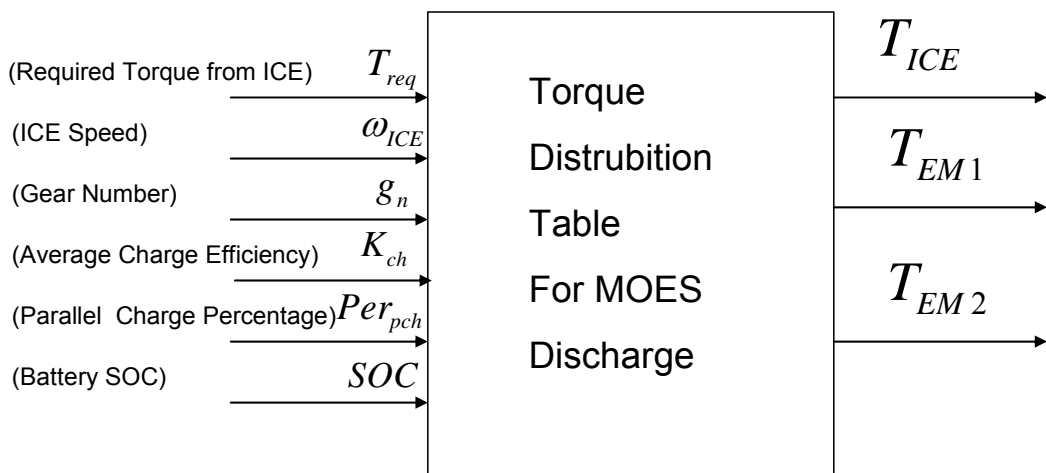 (Required Torque from ICE) T_req
(ICE Speed) ω_ICE
(Gear Number) g_n
(Average Charge Efficiency) K_ch
(Parallel Charge Percentage) Per_pch
(Battery SOC) SOC
Torque
Distrubition
Table
For MOES
Discharge
T_ICE
T_EM1
T_EM2